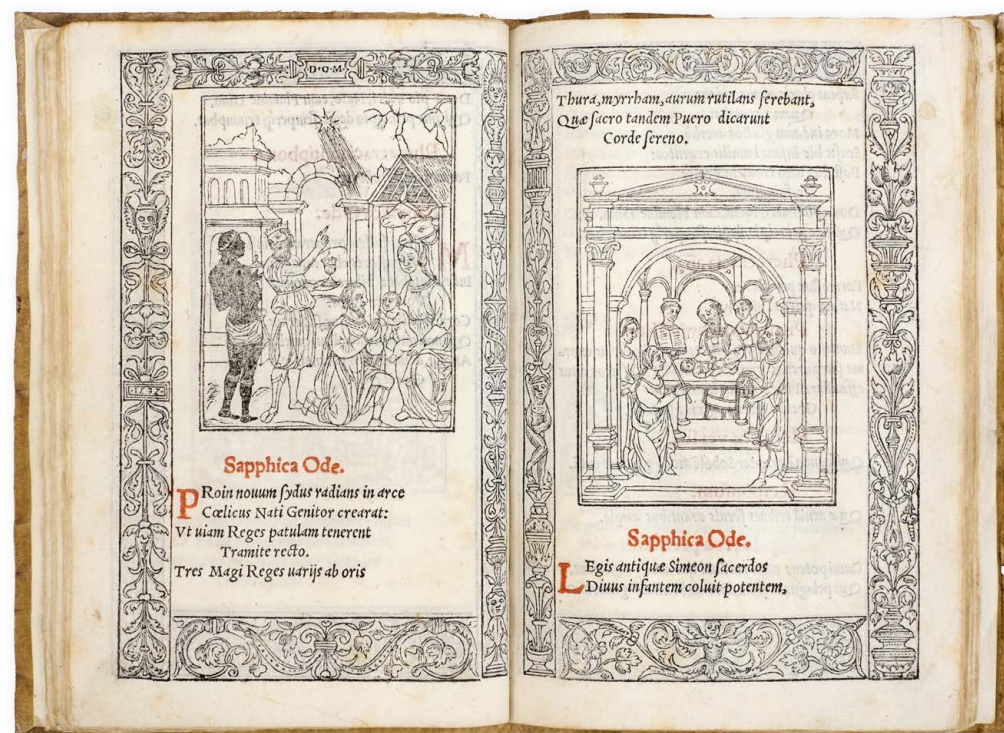 D·O·M·
Sapphica Ode.
PRoin nouum sydus radians in arce
Cœlicus Nati Genitor crearat:
Vt uiam Reges patulam tenerent
Tramite recto.
Tres Magi Reges uarijs ab oris
Thura, myrrham, aurum rutilans ferebant,
Quæ sacro tandem Puero dicarunt
Corde sereno.
Sapphica Ode.
LEgis antiquæ Simeon sacerdos
Diuus infantem coluit potentem,